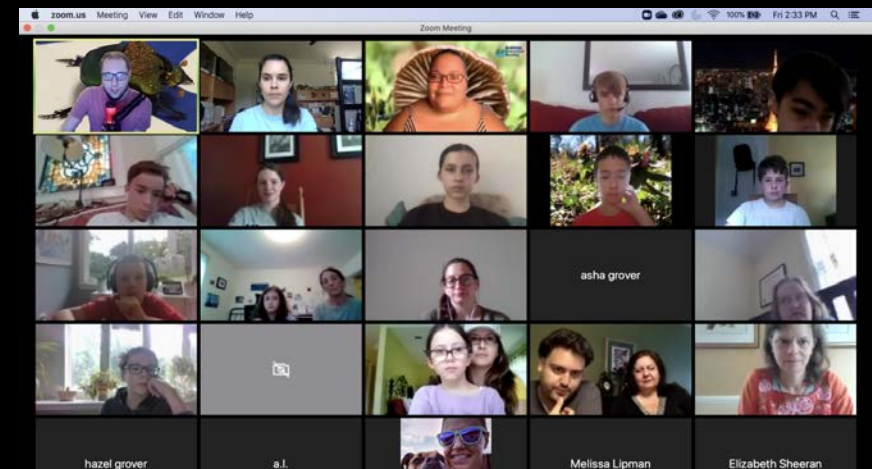 zoom.us Meeting View Edit Window Help 100% Fri 2:33 PM
Zoom Meeting
asha grover
hazel grover
a.l.
Melissa Lipman
Elizabeth Sheeran